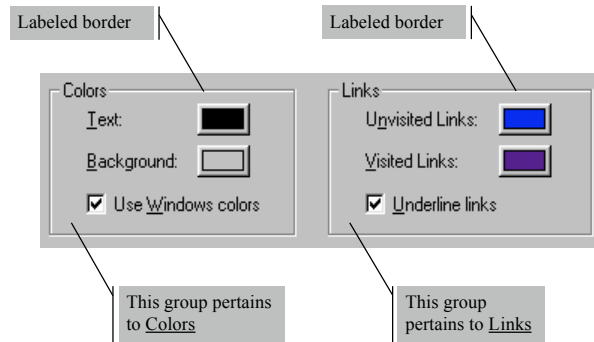 Labeled border
Labeled border
Colors
Text:
Background:
Use Windows colors
Links
Unvisited Links:
Visited Links:
Underline links
This group pertains
to Colors
This group
pertains to Links